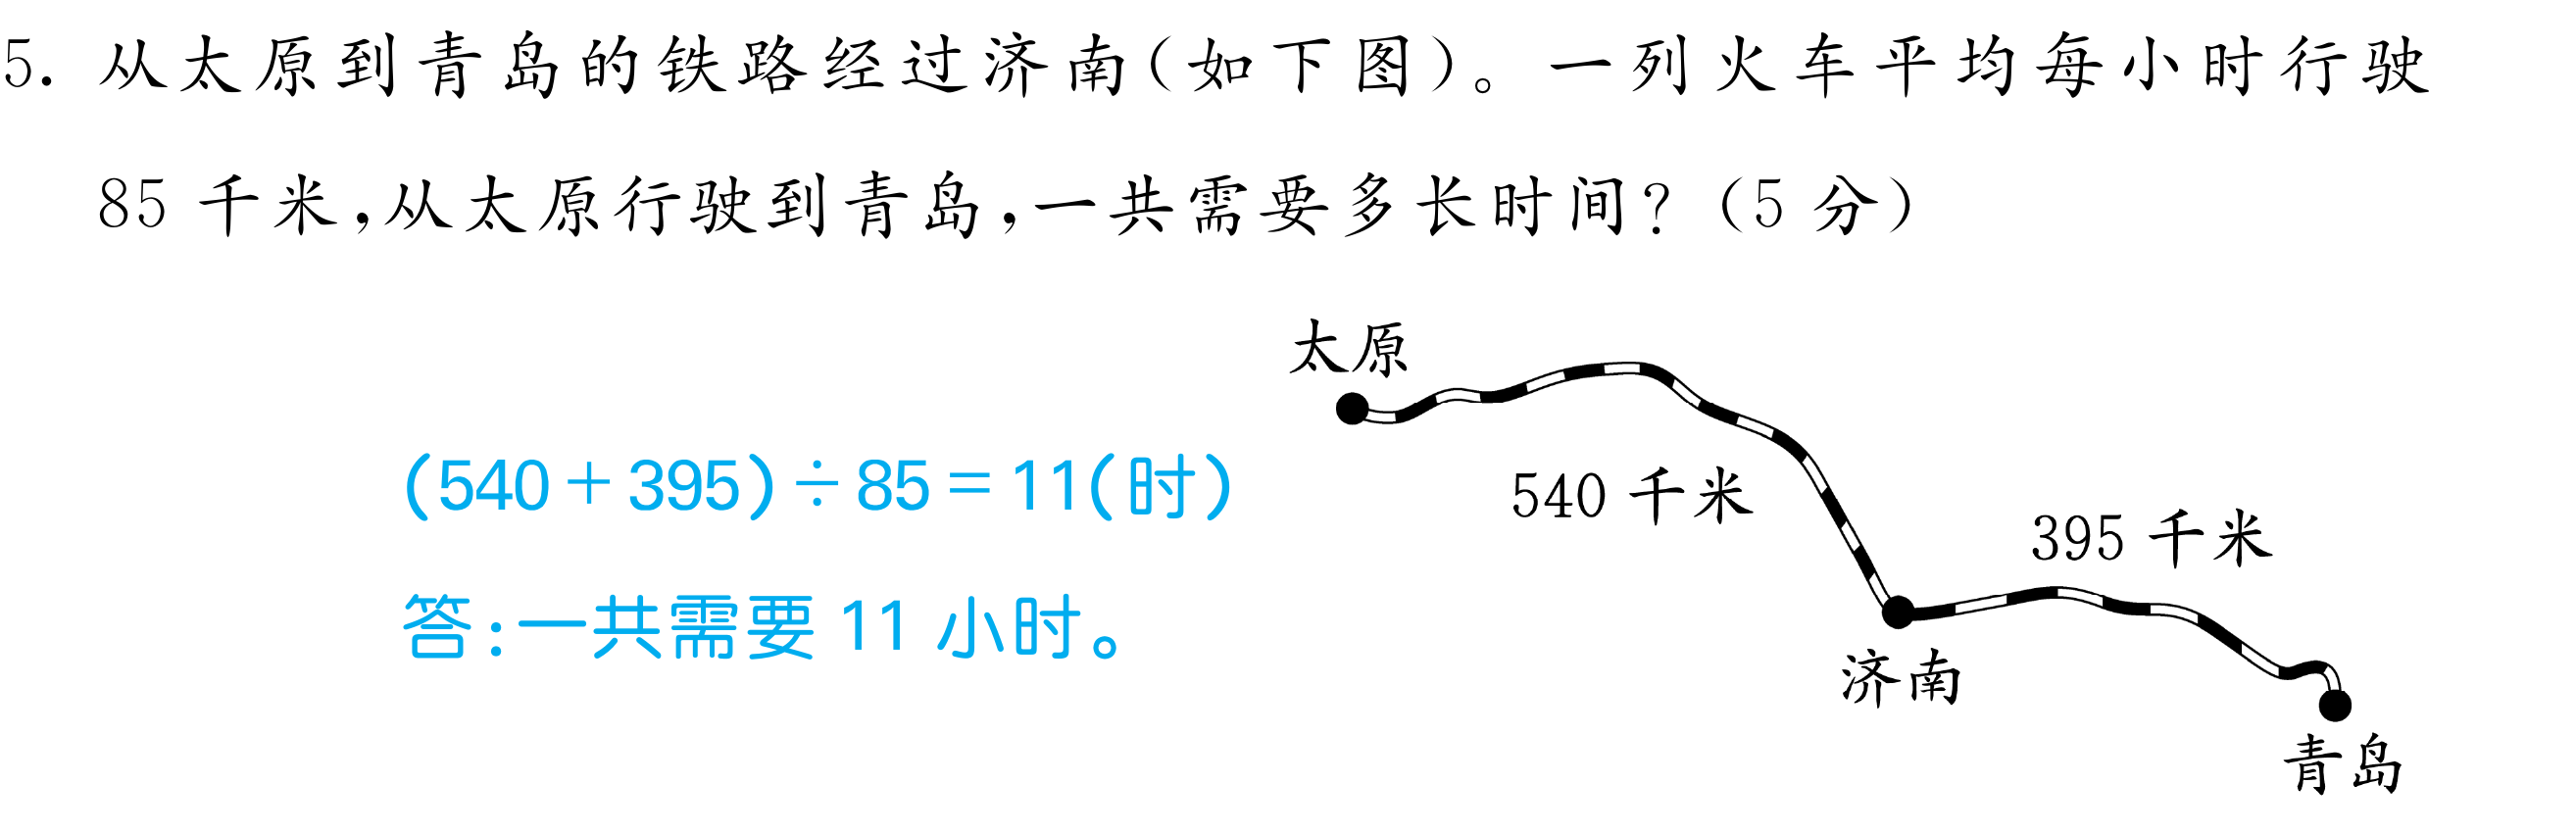 5. 从太原到青岛的铁路经过济南(如下图)。一列火车平均每小时行驶
85 千米,从太原行驶到青岛,一共需要多长时间?(5 分)
太原
(540+395)÷85=11(时)
540 千米
395 千米
答:一共需要 11 小时。
济南
青岛